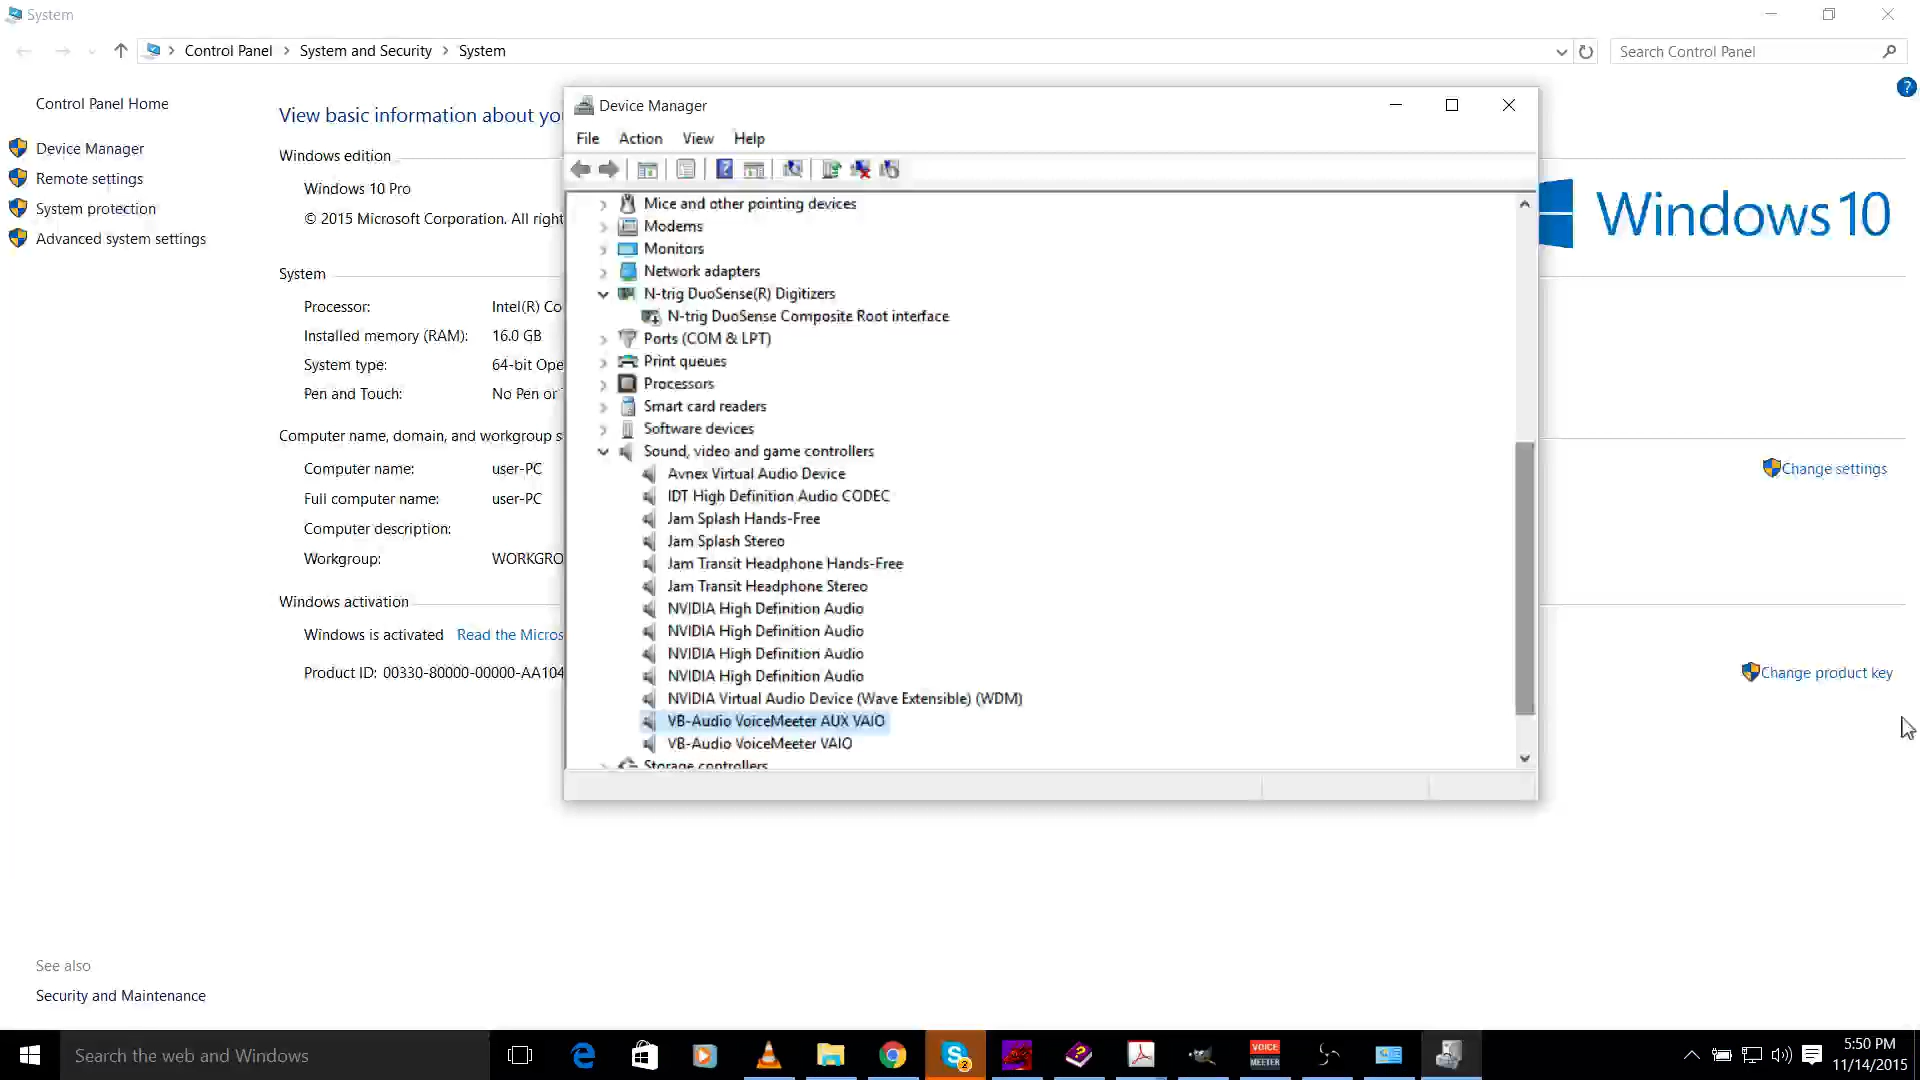 System
Control Panel > System and Security > System
Search Control Panel
Control Panel Home
Device Manager
Remote settings
System protection
Advanced system settings
See also
Security and Maintenance
View basic information about yo
Windows edition
Windows 10 Pro
© 2015 Microsoft Corporation. All right
System
Processor: Intel(R) Co
Installed memory (RAM): 16.0 GB
System type: 64-bit Ope
Pen and Touch: No Pen or
Computer name, domain, and workgroup s
Computer name: user-PC
Full computer name: user-PC
Computer description:
Workgroup: WORKGRO
Windows activation
Windows is activated Read the Micros
Product ID: 00330-80000-00000-AA104
Device Manager
File Action View Help
Mice and other pointing devices
Modems
Monitors
Network adapters
N-trig DuoSense(R) Digitizers
N-trig DuoSense Composite Root interface
Ports (COM & LPT)
Print queues
Processors
Smart card readers
Software devices
Sound, video and game controllers
Avnex Virtual Audio Device
IDT High Definition Audio CODEC
Jam Splash Hands-Free
Jam Splash Stereo
Jam Transit Headphone Hands-Free
Jam Transit Headphone Stereo
NVIDIA High Definition Audio
NVIDIA High Definition Audio
NVIDIA High Definition Audio
NVIDIA High Definition Audio
NVIDIA Virtual Audio Device (Wave Extensible) (WDM)
VB-Audio VoiceMeeter AUX VAIO
VB-Audio VoiceMeeter VAIO
Storage controllers
Windows 10
Change settings
Change product key
Search the web and Windows
2
VOICE
MEETER
5:50 PM
11/14/2015